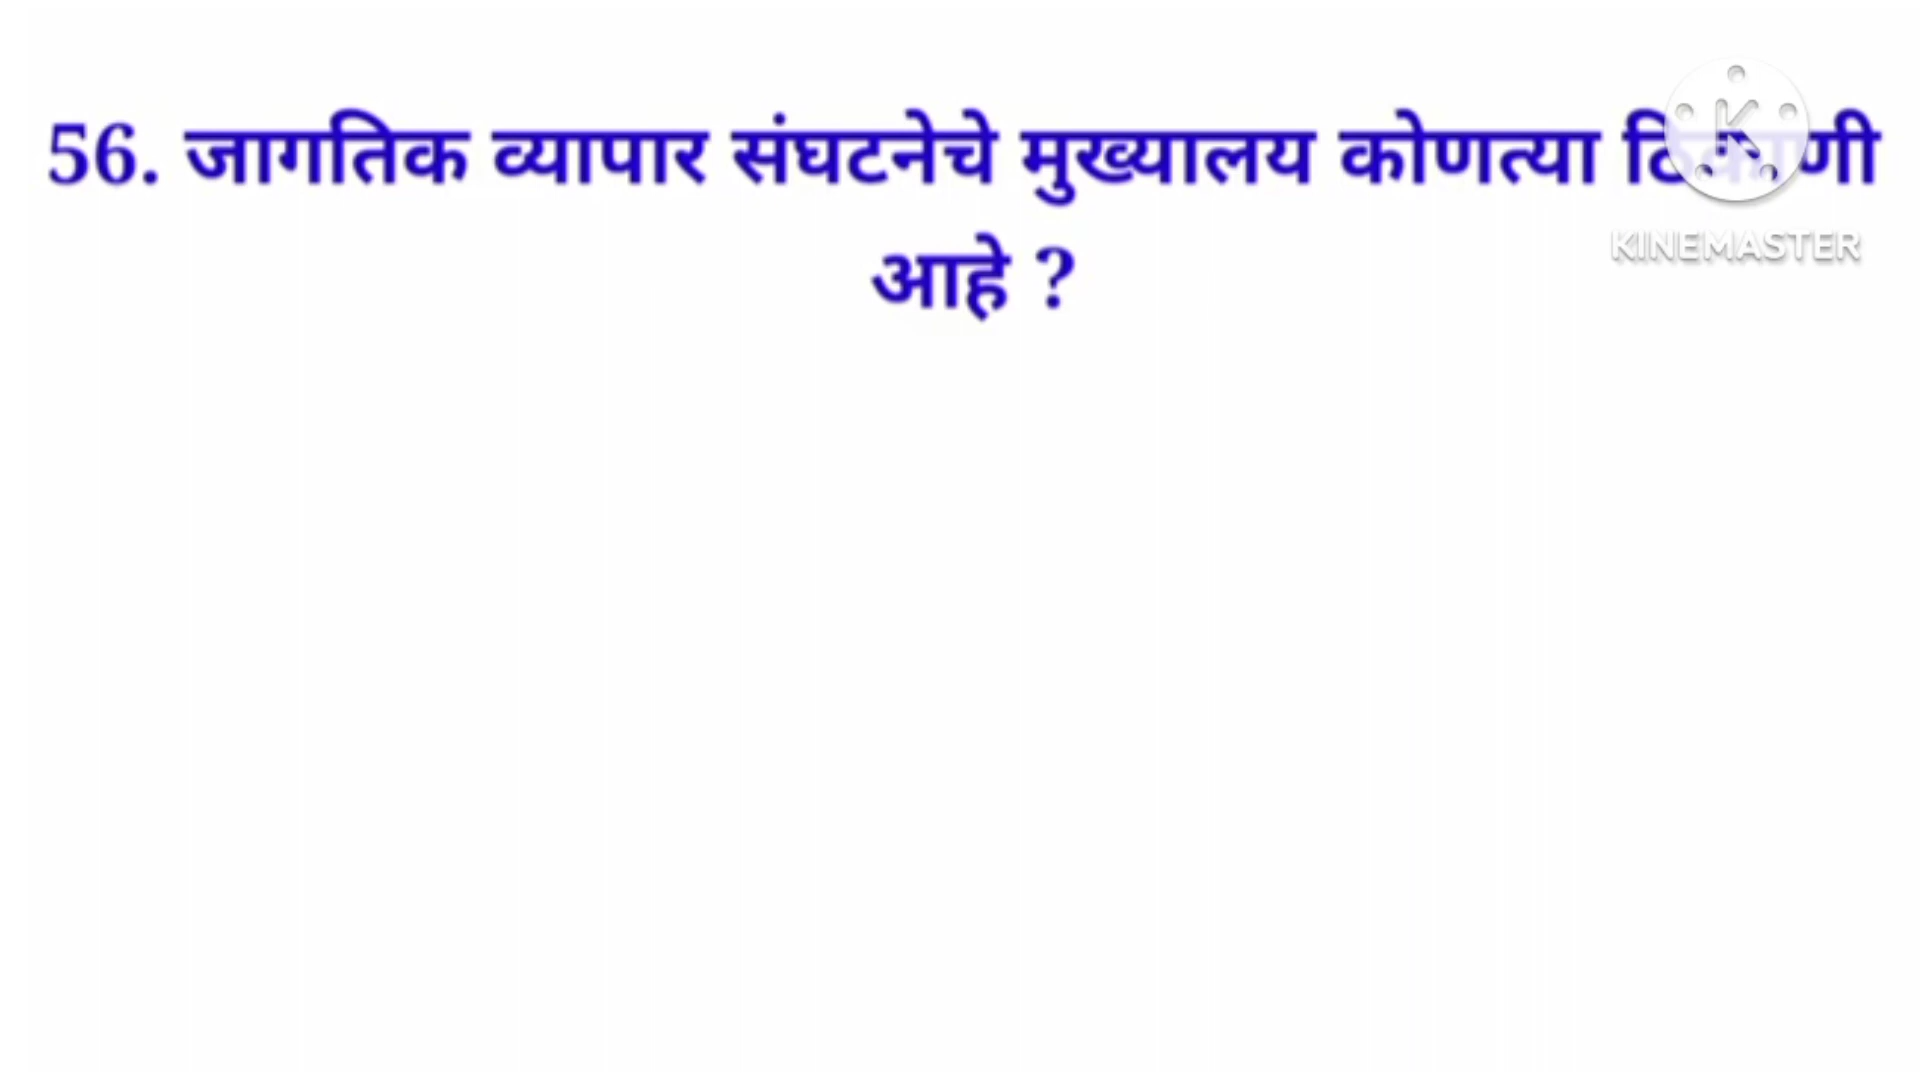 56. जागतिक व्यापार संघटनेचे मुख्यालय कोणत्या ठिकाणी
आहे ?
K
KINEMASTER